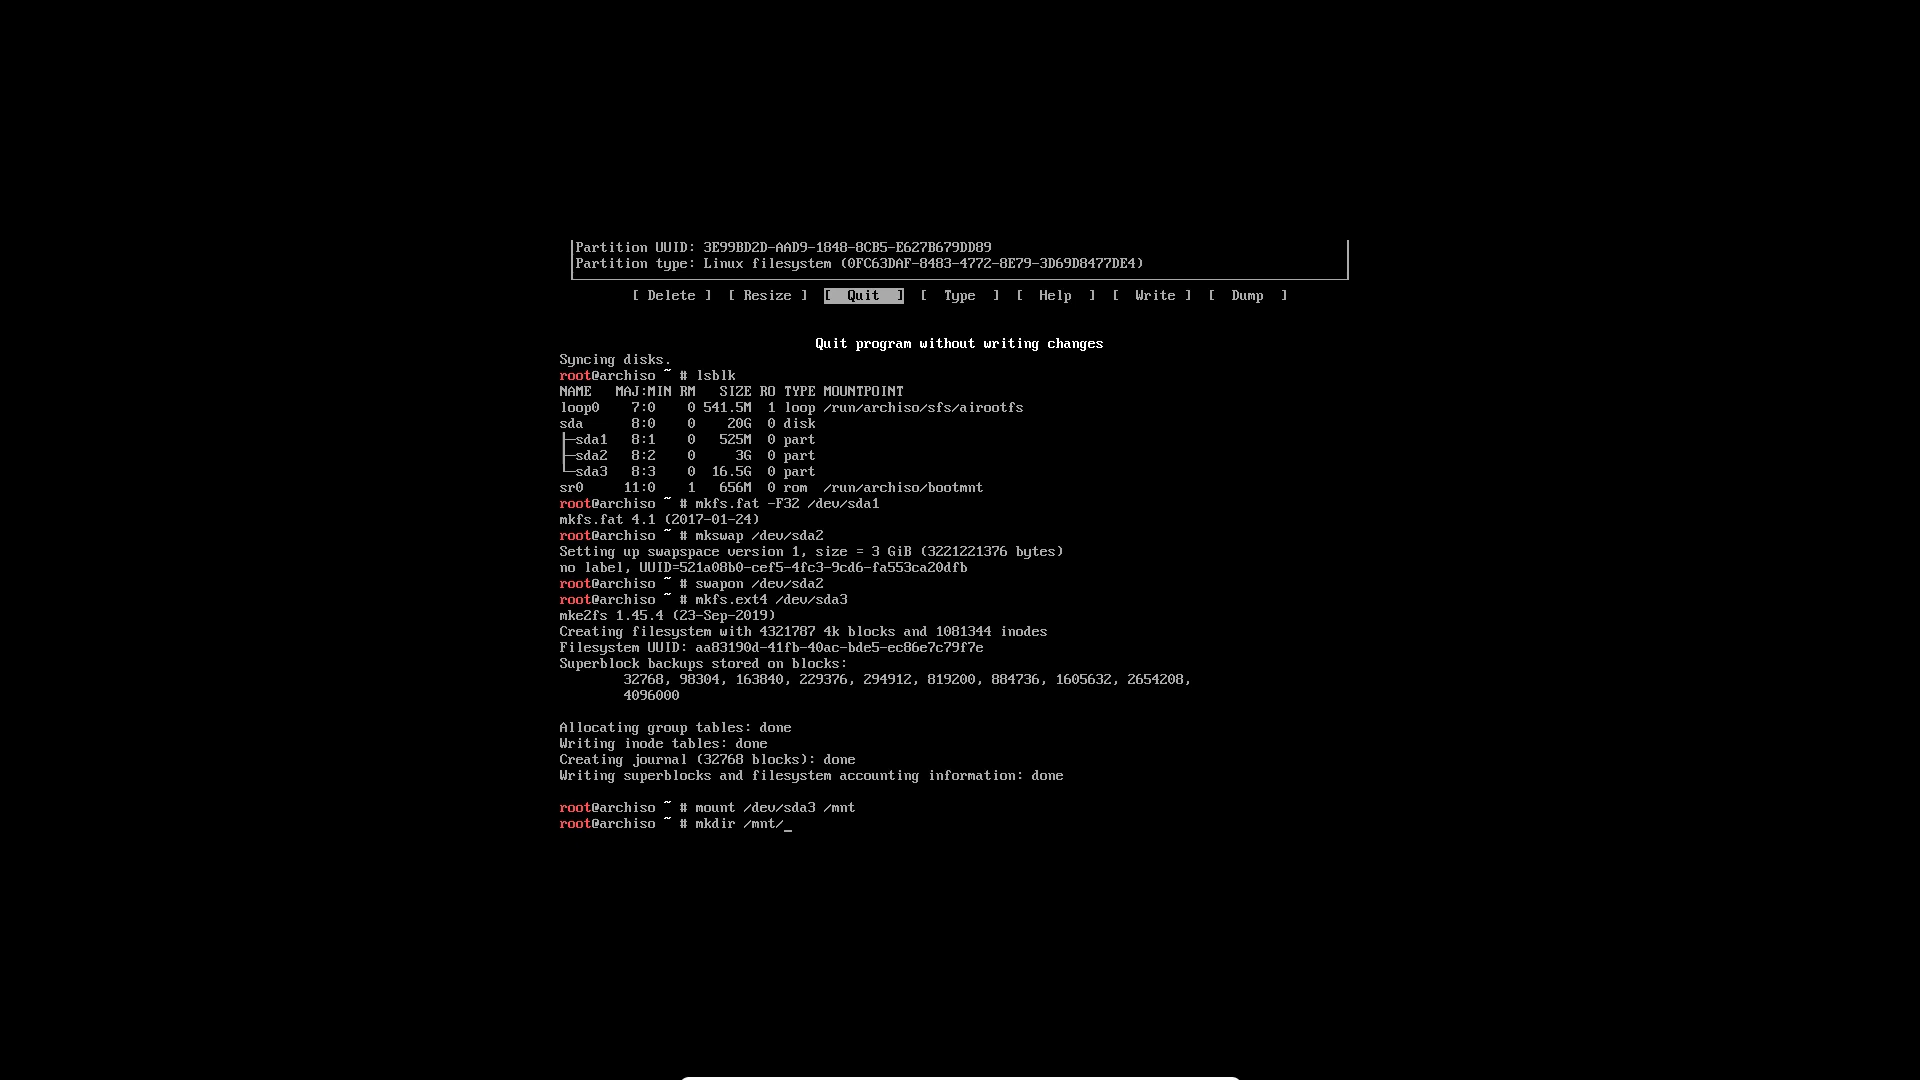 Partition UUID: 3E99BD2D-AAD9-1848-8CB5-E627B679DD89
Partition type: Linux filesystem (0FC63DAF-8483-4772-8E79-3D69D8477DE4)
[ Delete ]  [ Resize ]  [  Quit  ]  [  Type  ]  [  Help  ]  [  Write ]  [  Dump  ]
Quit program without writing changes
Syncing disks.
root@archiso ~ # lsblk
NAME   MAJ:MIN RM   SIZE RO TYPE MOUNTPOINT
loop0    7:0    0 541.5M  1 loop /run/archiso/sfs/airootfs
sda      8:0    0    20G  0 disk
├─sda1   8:1    0   525M  0 part
├─sda2   8:2    0     3G  0 part
└─sda3   8:3    0  16.5G  0 part
sr0     11:0    1   656M  0 rom  /run/archiso/bootmnt
root@archiso ~ # mkfs.fat -F32 /dev/sda1
mkfs.fat 4.1 (2017-01-24)
root@archiso ~ # mkswap /dev/sda2
Setting up swapspace version 1, size = 3 GiB (3221221376 bytes)
no label, UUID=521a08b0-cef5-4fc3-9cd6-fa553ca20dfb
root@archiso ~ # swapon /dev/sda2
root@archiso ~ # mkfs.ext4 /dev/sda3
mke2fs 1.45.4 (23-Sep-2019)
Creating filesystem with 4321787 4k blocks and 1081344 inodes
Filesystem UUID: aa83190d-41fb-40ac-bde5-ec86e7c79f7e
Superblock backups stored on blocks:
        32768, 98304, 163840, 229376, 294912, 819200, 884736, 1605632, 2654208,
        4096000
Allocating group tables: done
Writing inode tables: done
Creating journal (32768 blocks): done
Writing superblocks and filesystem accounting information: done
root@archiso ~ # mount /dev/sda3 /mnt
root@archiso ~ # mkdir /mnt/_